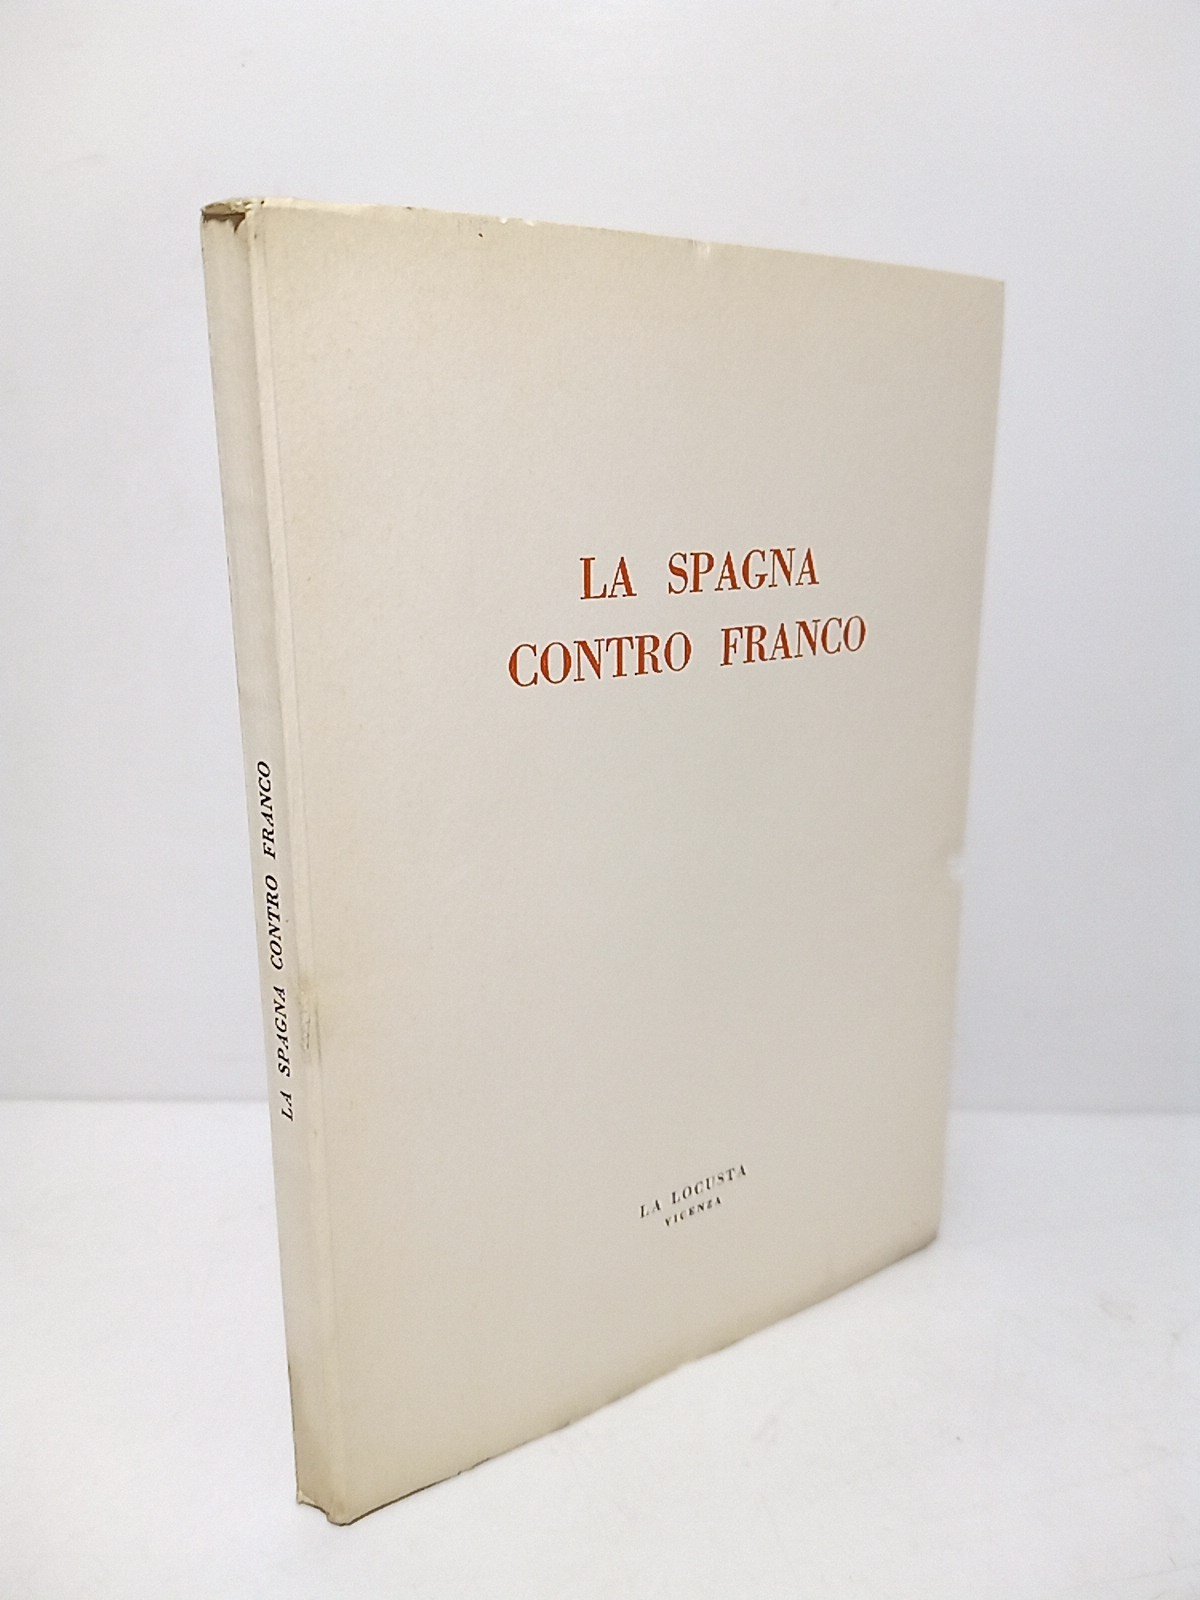 LA SPAGNA
CONTRO FRANCO
LA LOCUSTA
VICENZA
LA SPAGNA CONTRO FRANCO